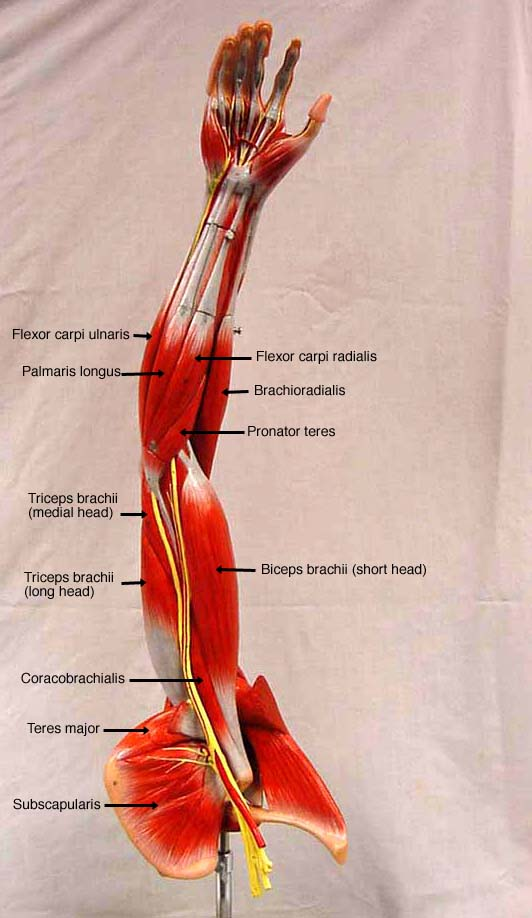 Flexor carpi ulnaris
Flexor carpi radialis
Palmaris longus
Brachioradialis
Pronator teres
Triceps brachii
(medial head)
Biceps brachii (short head)
Triceps brachii
(long head)
Coracobrachialis
Teres major
Subscapularis